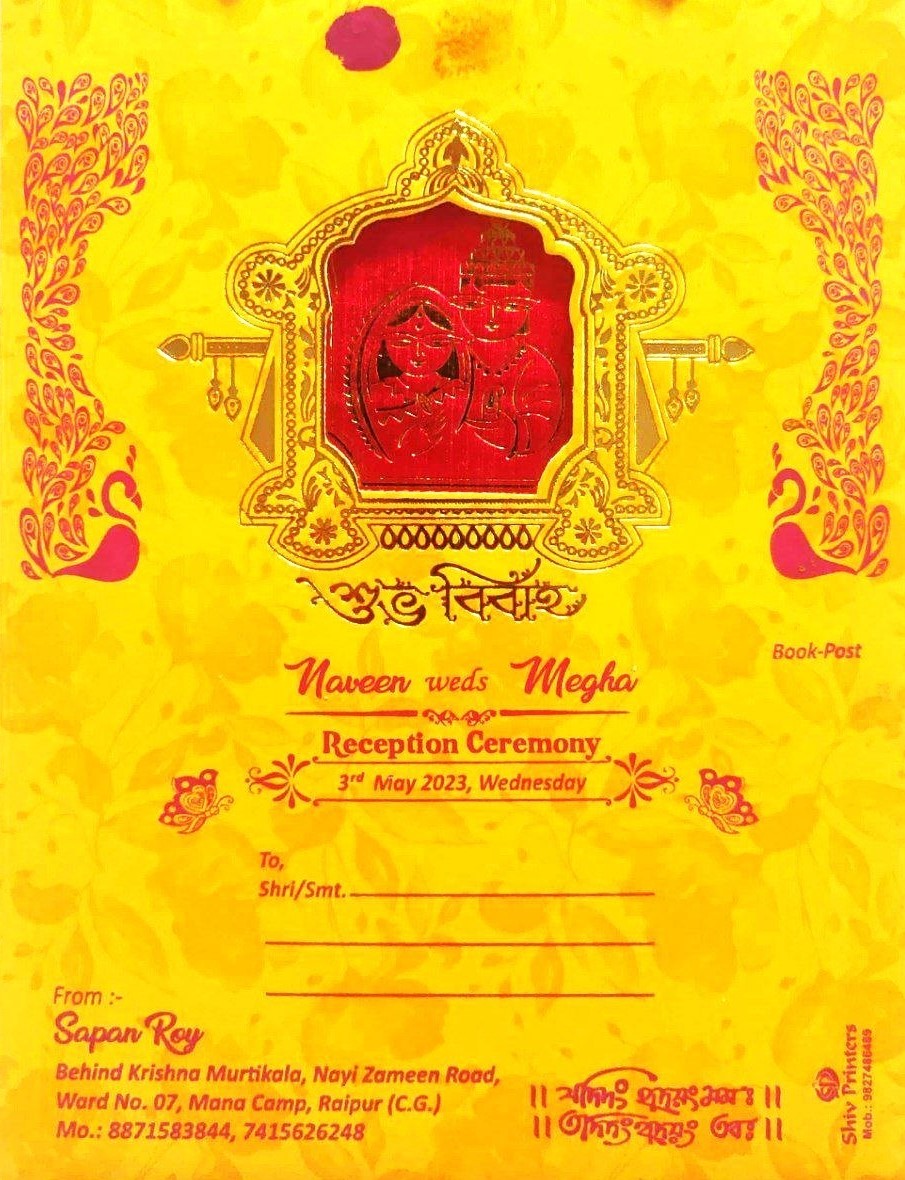 শুভ বিবাহ
Book-Post
Naveen weds Megha
Reception Ceremony
3rd May 2023, Wednesday
To,
Shri/Smt.
From :-
Sapan Roy
Behind Krishna Murtikala, Nayi Zameen Road,
Ward No. 07, Mana Camp, Raipur (C.G.)
Mo.: 8871583844, 7415626248
|| যদিদং হৃদয়ং মমঃ ||
|| তদিদং হৃদয়ং তবঃ ||
Shiv Printers
Mob.: 9827486489